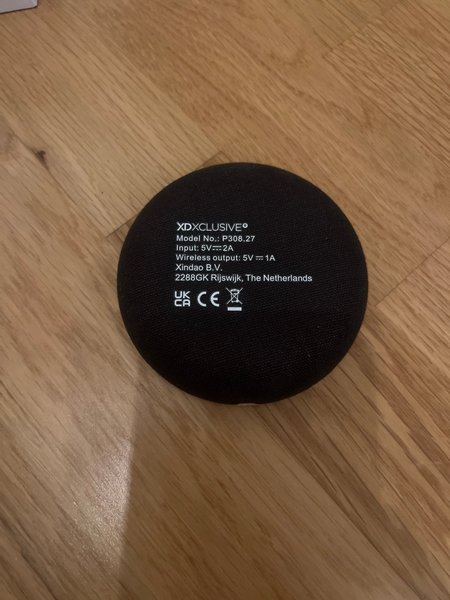 XDXCLUSIVE®
Model No.: P308.27
Input: 5V⎓2A
Wireless output: 5V ⎓ 1A
Xindao B.V.
2288GK Rijswijk, The Netherlands
UK
CA CE